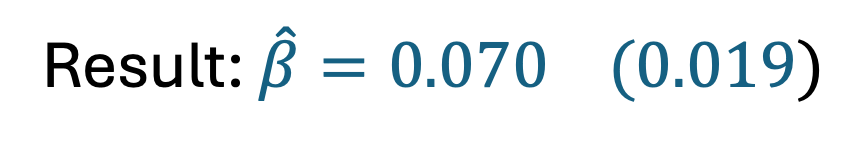 Result: β̂ = 0.070 (0.019)